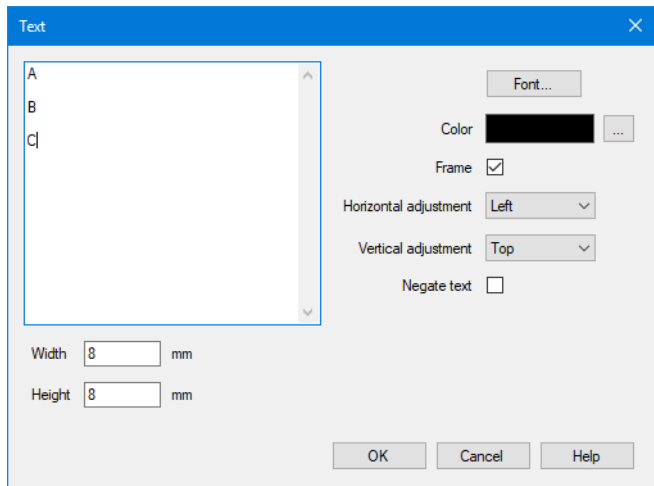 Text
A
B
C
Font...
Color
...
Frame
Horizontal adjustment Left
Vertical adjustment Top
Negate text
Width 8 mm
Height 8 mm
OK Cancel Help